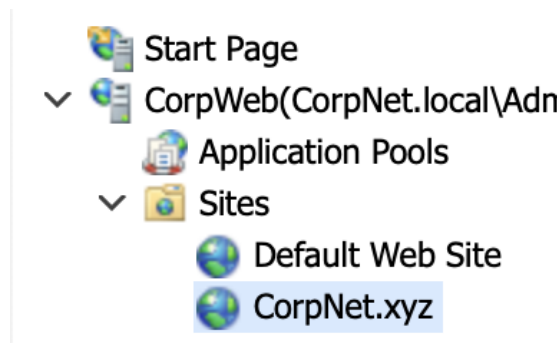 Start Page
CorpWeb(CorpNet.local\Adm
Application Pools
Sites
Default Web Site
CorpNet.xyz